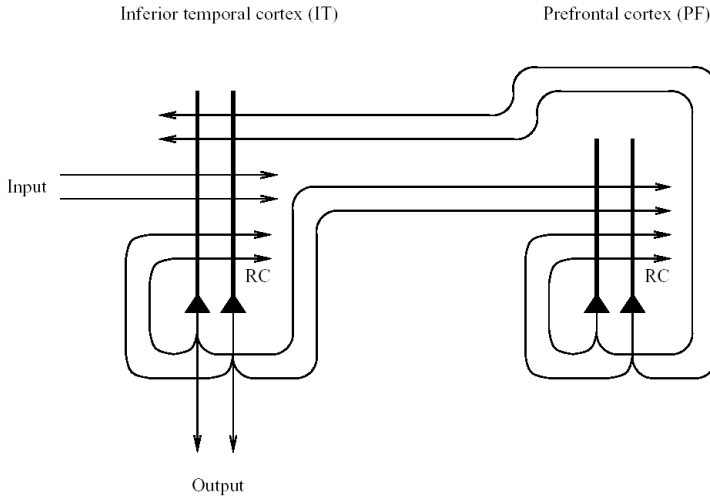 Inferior temporal cortex (IT)
Prefrontal cortex (PF)
Input
RC
RC
Output